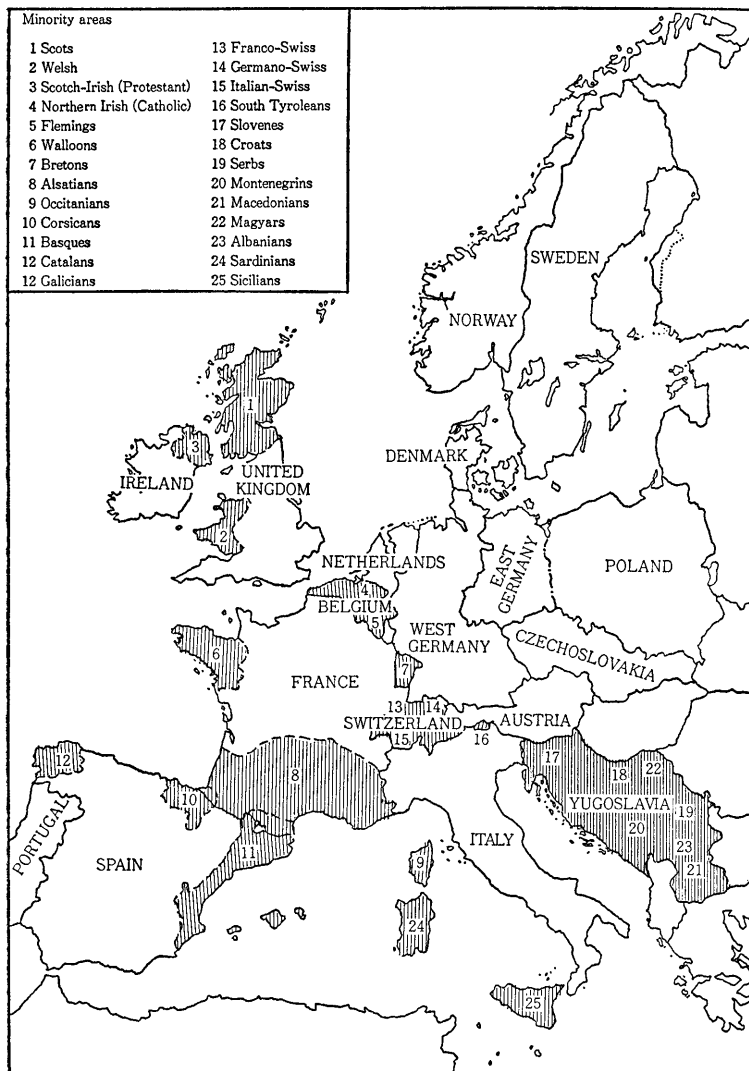 Minority areas
1 Scots
2 Welsh
3 Scotch-Irish (Protestant)
4 Northern Irish (Catholic)
5 Flemings
6 Walloons
7 Bretons
8 Alsatians
9 Occitanians
10 Corsicans
11 Basques
12 Catalans
12 Galicians
13 Franco-Swiss
14 Germano-Swiss
15 Italian-Swiss
16 South Tyroleans
17 Slovenes
18 Croats
19 Serbs
20 Montenegrins
21 Macedonians
22 Magyars
23 Albanians
24 Sardinians
25 Sicilians
SWEDEN
NORWAY
1
3
IRELAND
UNITED
KINGDOM
2
DENMARK
NETHERLANDS
EAST
GERMANY
POLAND
4
BELGIUM
5
WEST
GERMANY
CZECHOSLOVAKIA
6
7
FRANCE
13
14
SWITZERLAND
15
AUSTRIA
16
12
8
17
18
22
10
YUGOSLAVIA
19
PORTUGAL
20
ITALY
11
23
SPAIN
9
21
24
25